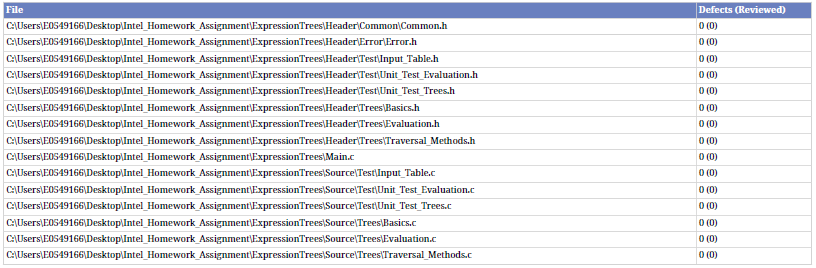 File Defects (Reviewed)
C:\Users\E0549166\Desktop\Intel_Homework_Assignment\ExpressionTrees\Header\Common\Common.h 0 (0)
C:\Users\E0549166\Desktop\Intel_Homework_Assignment\ExpressionTrees\Header\Error\Error.h 0 (0)
C:\Users\E0549166\Desktop\Intel_Homework_Assignment\ExpressionTrees\Header\Test\Input_Table.h 0 (0)
C:\Users\E0549166\Desktop\Intel_Homework_Assignment\ExpressionTrees\Header\Test\Unit_Test_Evaluation.h 0 (0)
C:\Users\E0549166\Desktop\Intel_Homework_Assignment\ExpressionTrees\Header\Test\Unit_Test_Trees.h 0 (0)
C:\Users\E0549166\Desktop\Intel_Homework_Assignment\ExpressionTrees\Header\Trees\Basics.h 0 (0)
C:\Users\E0549166\Desktop\Intel_Homework_Assignment\ExpressionTrees\Header\Trees\Evaluation.h 0 (0)
C:\Users\E0549166\Desktop\Intel_Homework_Assignment\ExpressionTrees\Header\Trees\Traversal_Methods.h 0 (0)
C:\Users\E0549166\Desktop\Intel_Homework_Assignment\ExpressionTrees\Main.c 0 (0)
C:\Users\E0549166\Desktop\Intel_Homework_Assignment\ExpressionTrees\Source\Test\Input_Table.c 0 (0)
C:\Users\E0549166\Desktop\Intel_Homework_Assignment\ExpressionTrees\Source\Test\Unit_Test_Evaluation.c 0 (0)
C:\Users\E0549166\Desktop\Intel_Homework_Assignment\ExpressionTrees\Source\Test\Unit_Test_Trees.c 0 (0)
C:\Users\E0549166\Desktop\Intel_Homework_Assignment\ExpressionTrees\Source\Trees\Basics.c 0 (0)
C:\Users\E0549166\Desktop\Intel_Homework_Assignment\ExpressionTrees\Source\Trees\Evaluation.c 0 (0)
C:\Users\E0549166\Desktop\Intel_Homework_Assignment\ExpressionTrees\Source\Trees\Traversal_Methods.c 0 (0)